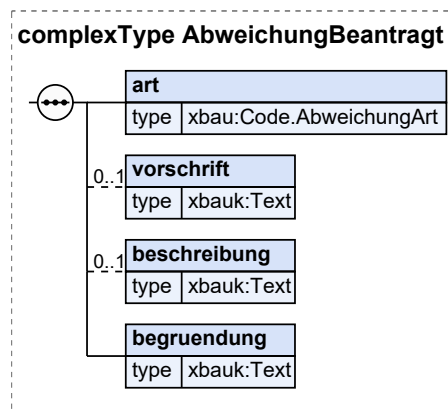 complexType AbweichungBeantragt
art
type xbau:Code.AbweichungArt
0..1 vorschrift
type xbauk:Text
0..1 beschreibung
type xbauk:Text
begruendung
type xbauk:Text